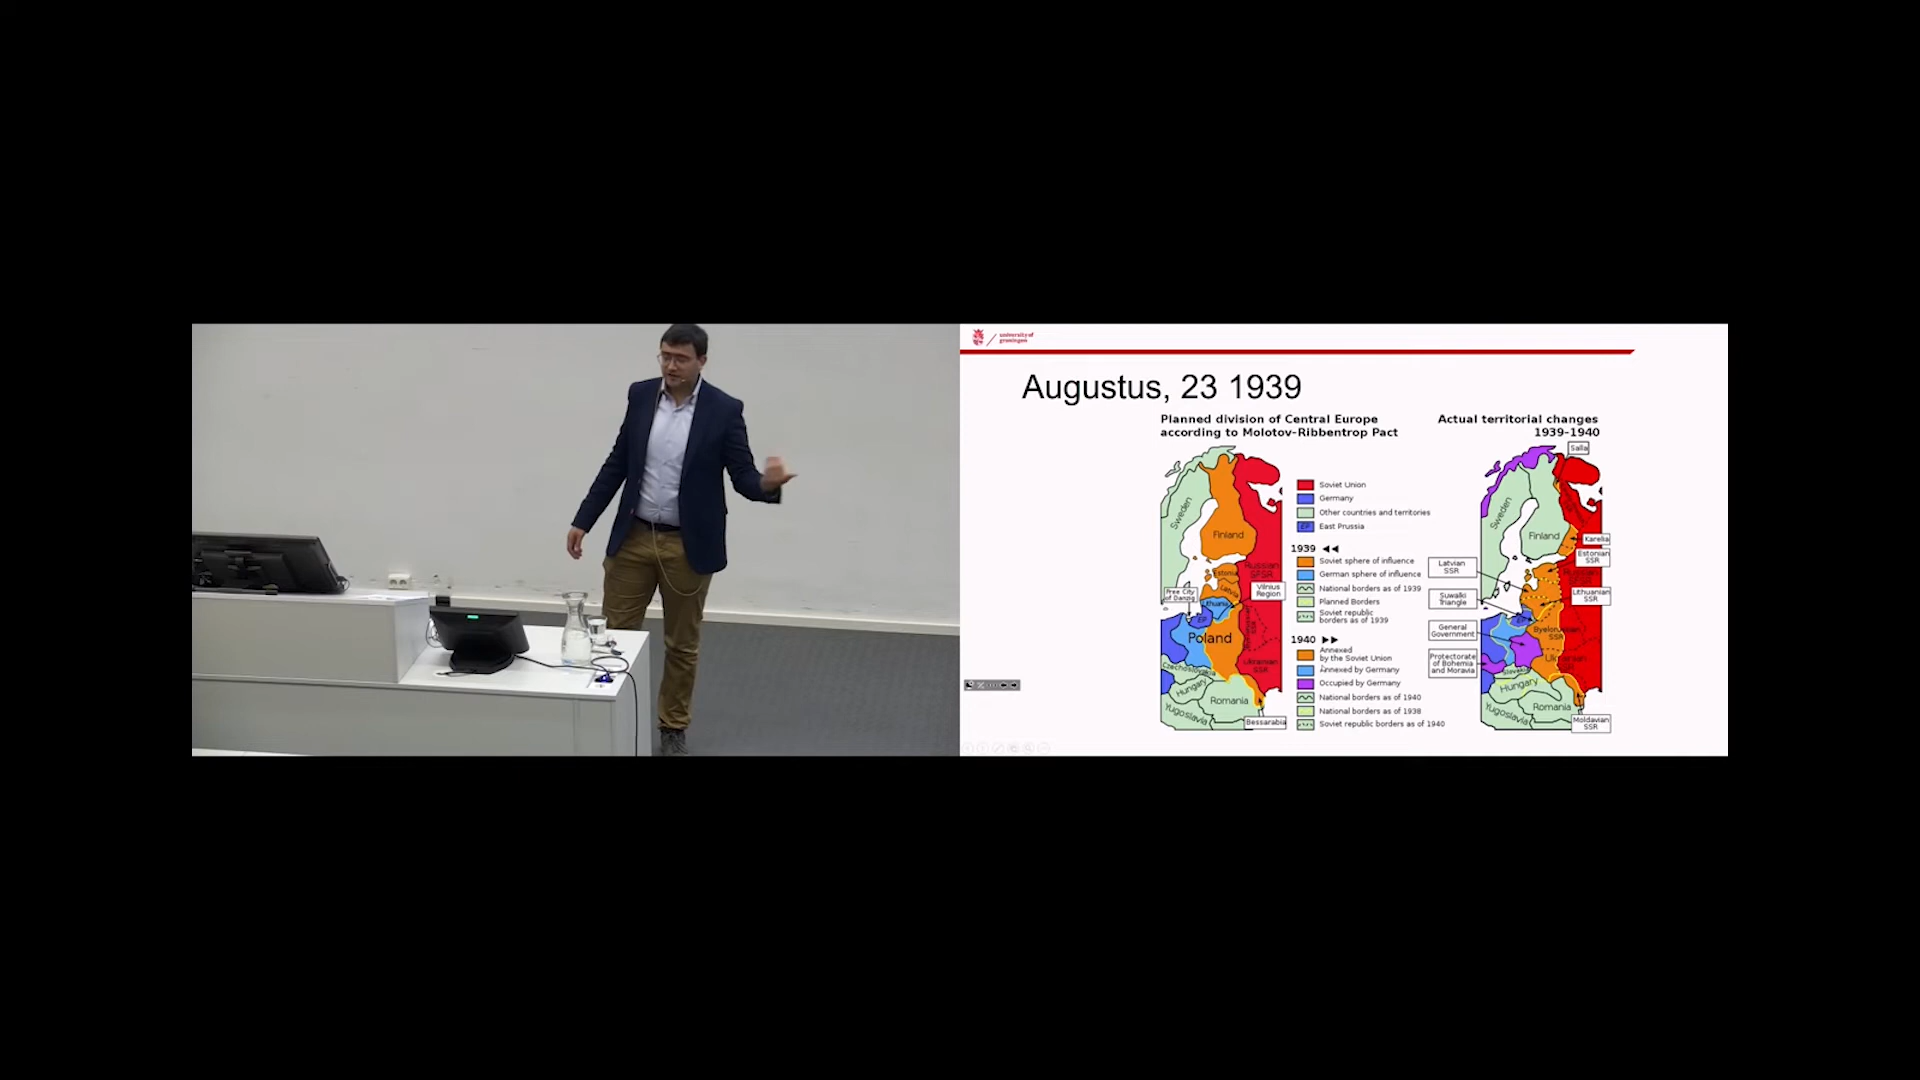 university of
groningen
Augustus, 23 1939
Planned division of Central Europe
according to Molotov-Ribbentrop Pact
Actual territorial changes
1939–1940
Sweden
Finland
Russian
SFSR
Estonia
Latvia
Lithuania
Vilnius
Region
Free City
of Danzig
EP
Poland
Ukrainian
SSR
Czechoslovakia
Hungary
Romania
Yugoslavia
Bessarabia
Soviet Union
Germany
Other countries and territories
EP East Prussia
1939 ◄◄
Soviet sphere of influence
German sphere of influence
National borders as of 1939
Planned Borders
Soviet republic
borders as of 1939
1940 ►►
Annexed
by the Soviet Union
Annexed by Germany
Occupied by Germany
National borders as of 1940
National borders as of 1938
Soviet republic borders as of 1940
Salla
Sweden
Finland
Karelia
Estonian
SSR
Latvian
SSR
Lithuanian
SSR
Suwalki
Triangle
EP
General
Government
Byelorussian
SSR
Protectorate
of Bohemia
and Moravia
Ukrainian
Slovakia
Hungary
Romania
Yugoslavia
Moldavian
SSR